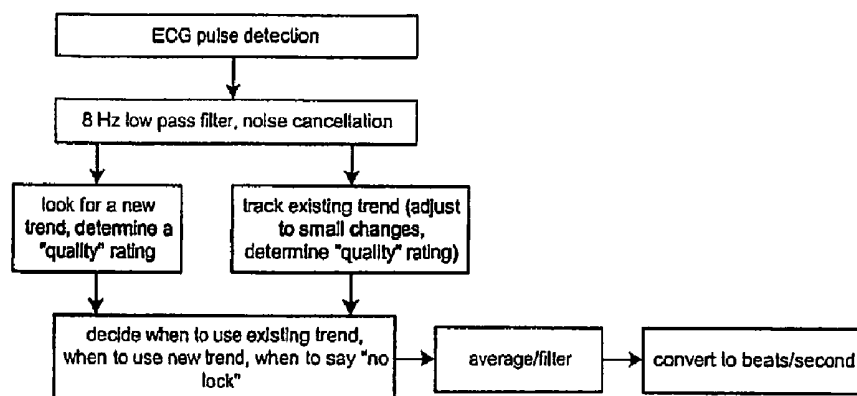 ECG pulse detection
8 Hz low pass filter, noise cancellation
look for a new
trend, determine a
"quality" rating
track existing trend (adjust
to small changes,
determine "quality" rating)
decide when to use existing trend,
when to use new trend, when to say "no
lock"
average/filter
convert to beats/second